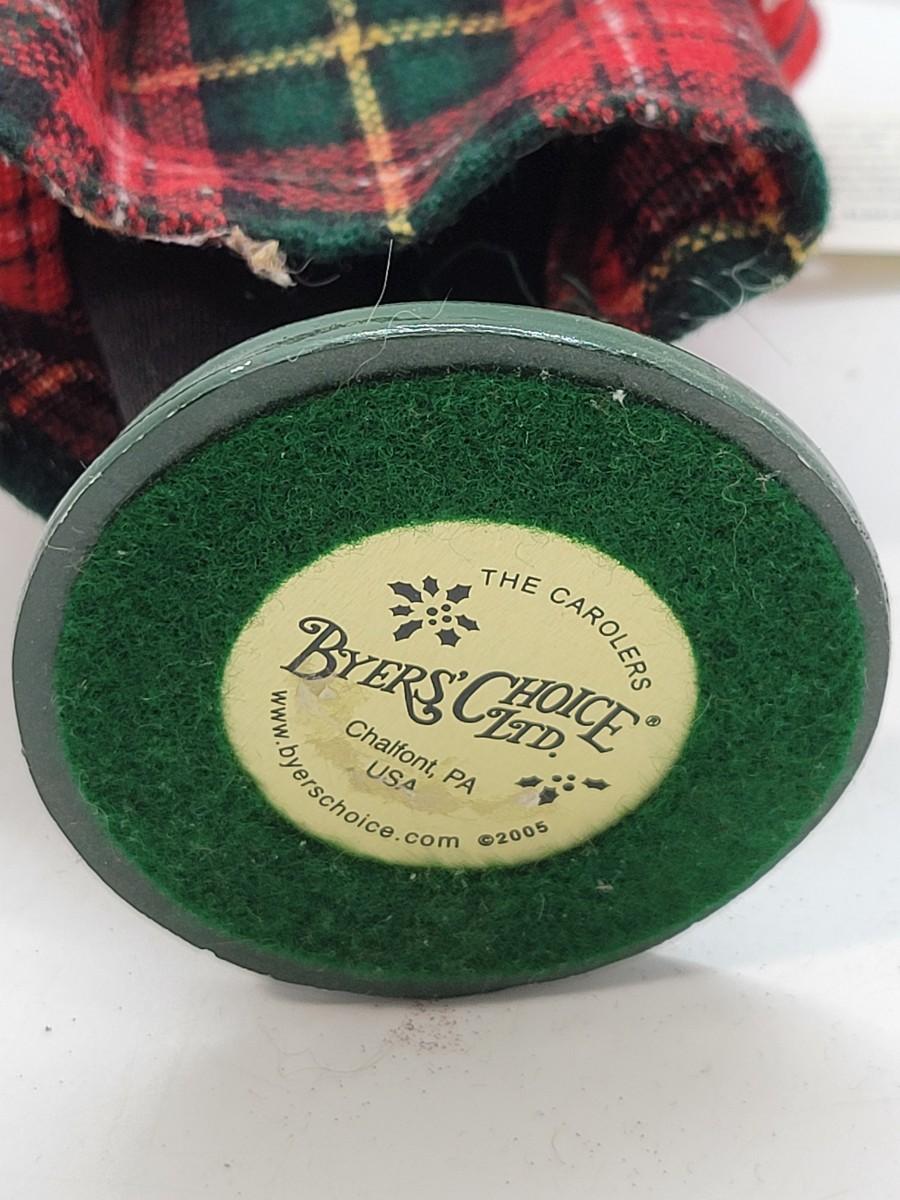 THE CAROLERS
BYERS' CHOICE
LTD.®
Chalfont, PA
USA
www.byerschoice.com ©2005